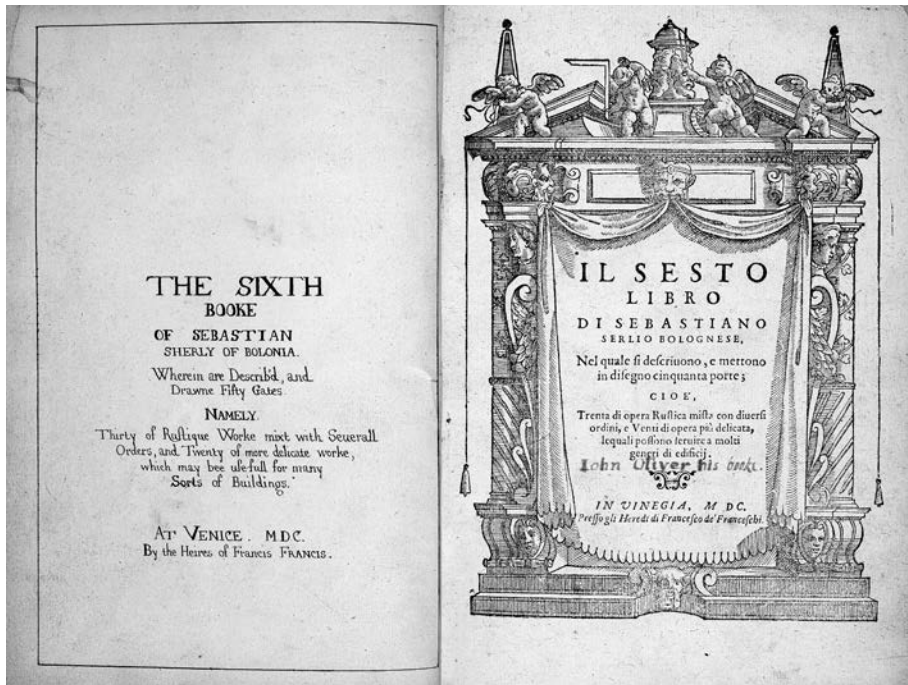 THE SIXTH
BOOKE
OF SEBASTIAN
SHERLY OF BOLONIA.
Wherein are Describ'd, and
Drawne Fifty Gates
NAMELY.
Thirty of Rustique Worke mixt with Seuerall
Orders, and Twenty of more delicate worke,
which may bee usefull for many
Sorts of Buildings.
AT VENICE. MDC.
By the Heires of Francis FRANCIS.
IL SESTO
LIBRO
DI SEBASTIANO
SERLIO BOLOGNESE,
Nel quale si descriuono, e mettono
in disegno cinquanta porte;
CIOE',
Trenta di opera Rustica mista con diuersi
ordini, e Venti di opera più delicata,
lequali possono seruire a molti
generi di edificij.
John Oliver his booke.
IN VINEGIA, M DC.
Presso gli Heredi di Francesco de' Franceschi.